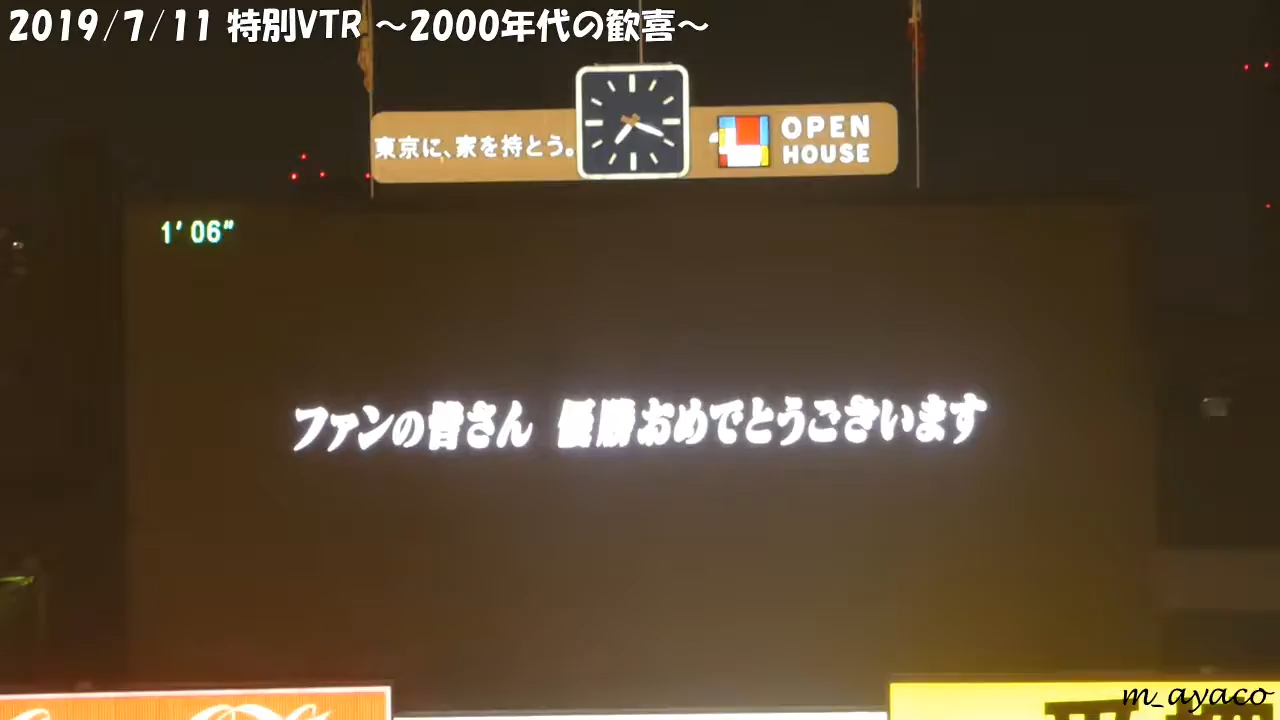 2019/7/11 特別VTR ～2000年代の歓喜～
東京に、家を持とう。
OPEN
HOUSE
1'06"
ファンの皆さん 優勝おめでとうございます
m_ayaco